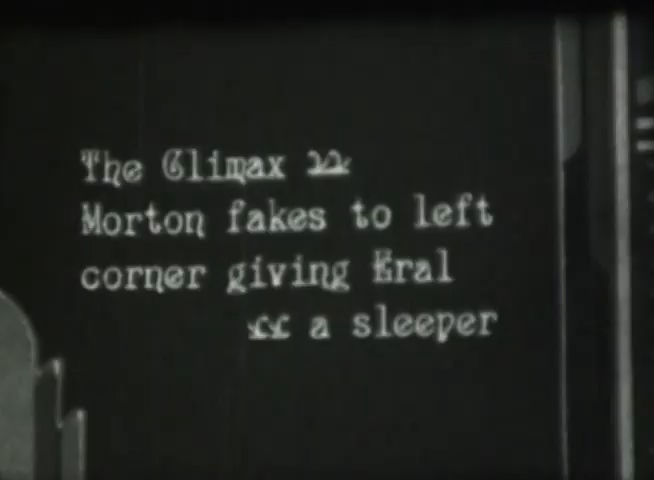 The Climax
Morton fakes to left
corner giving Eral
a sleeper